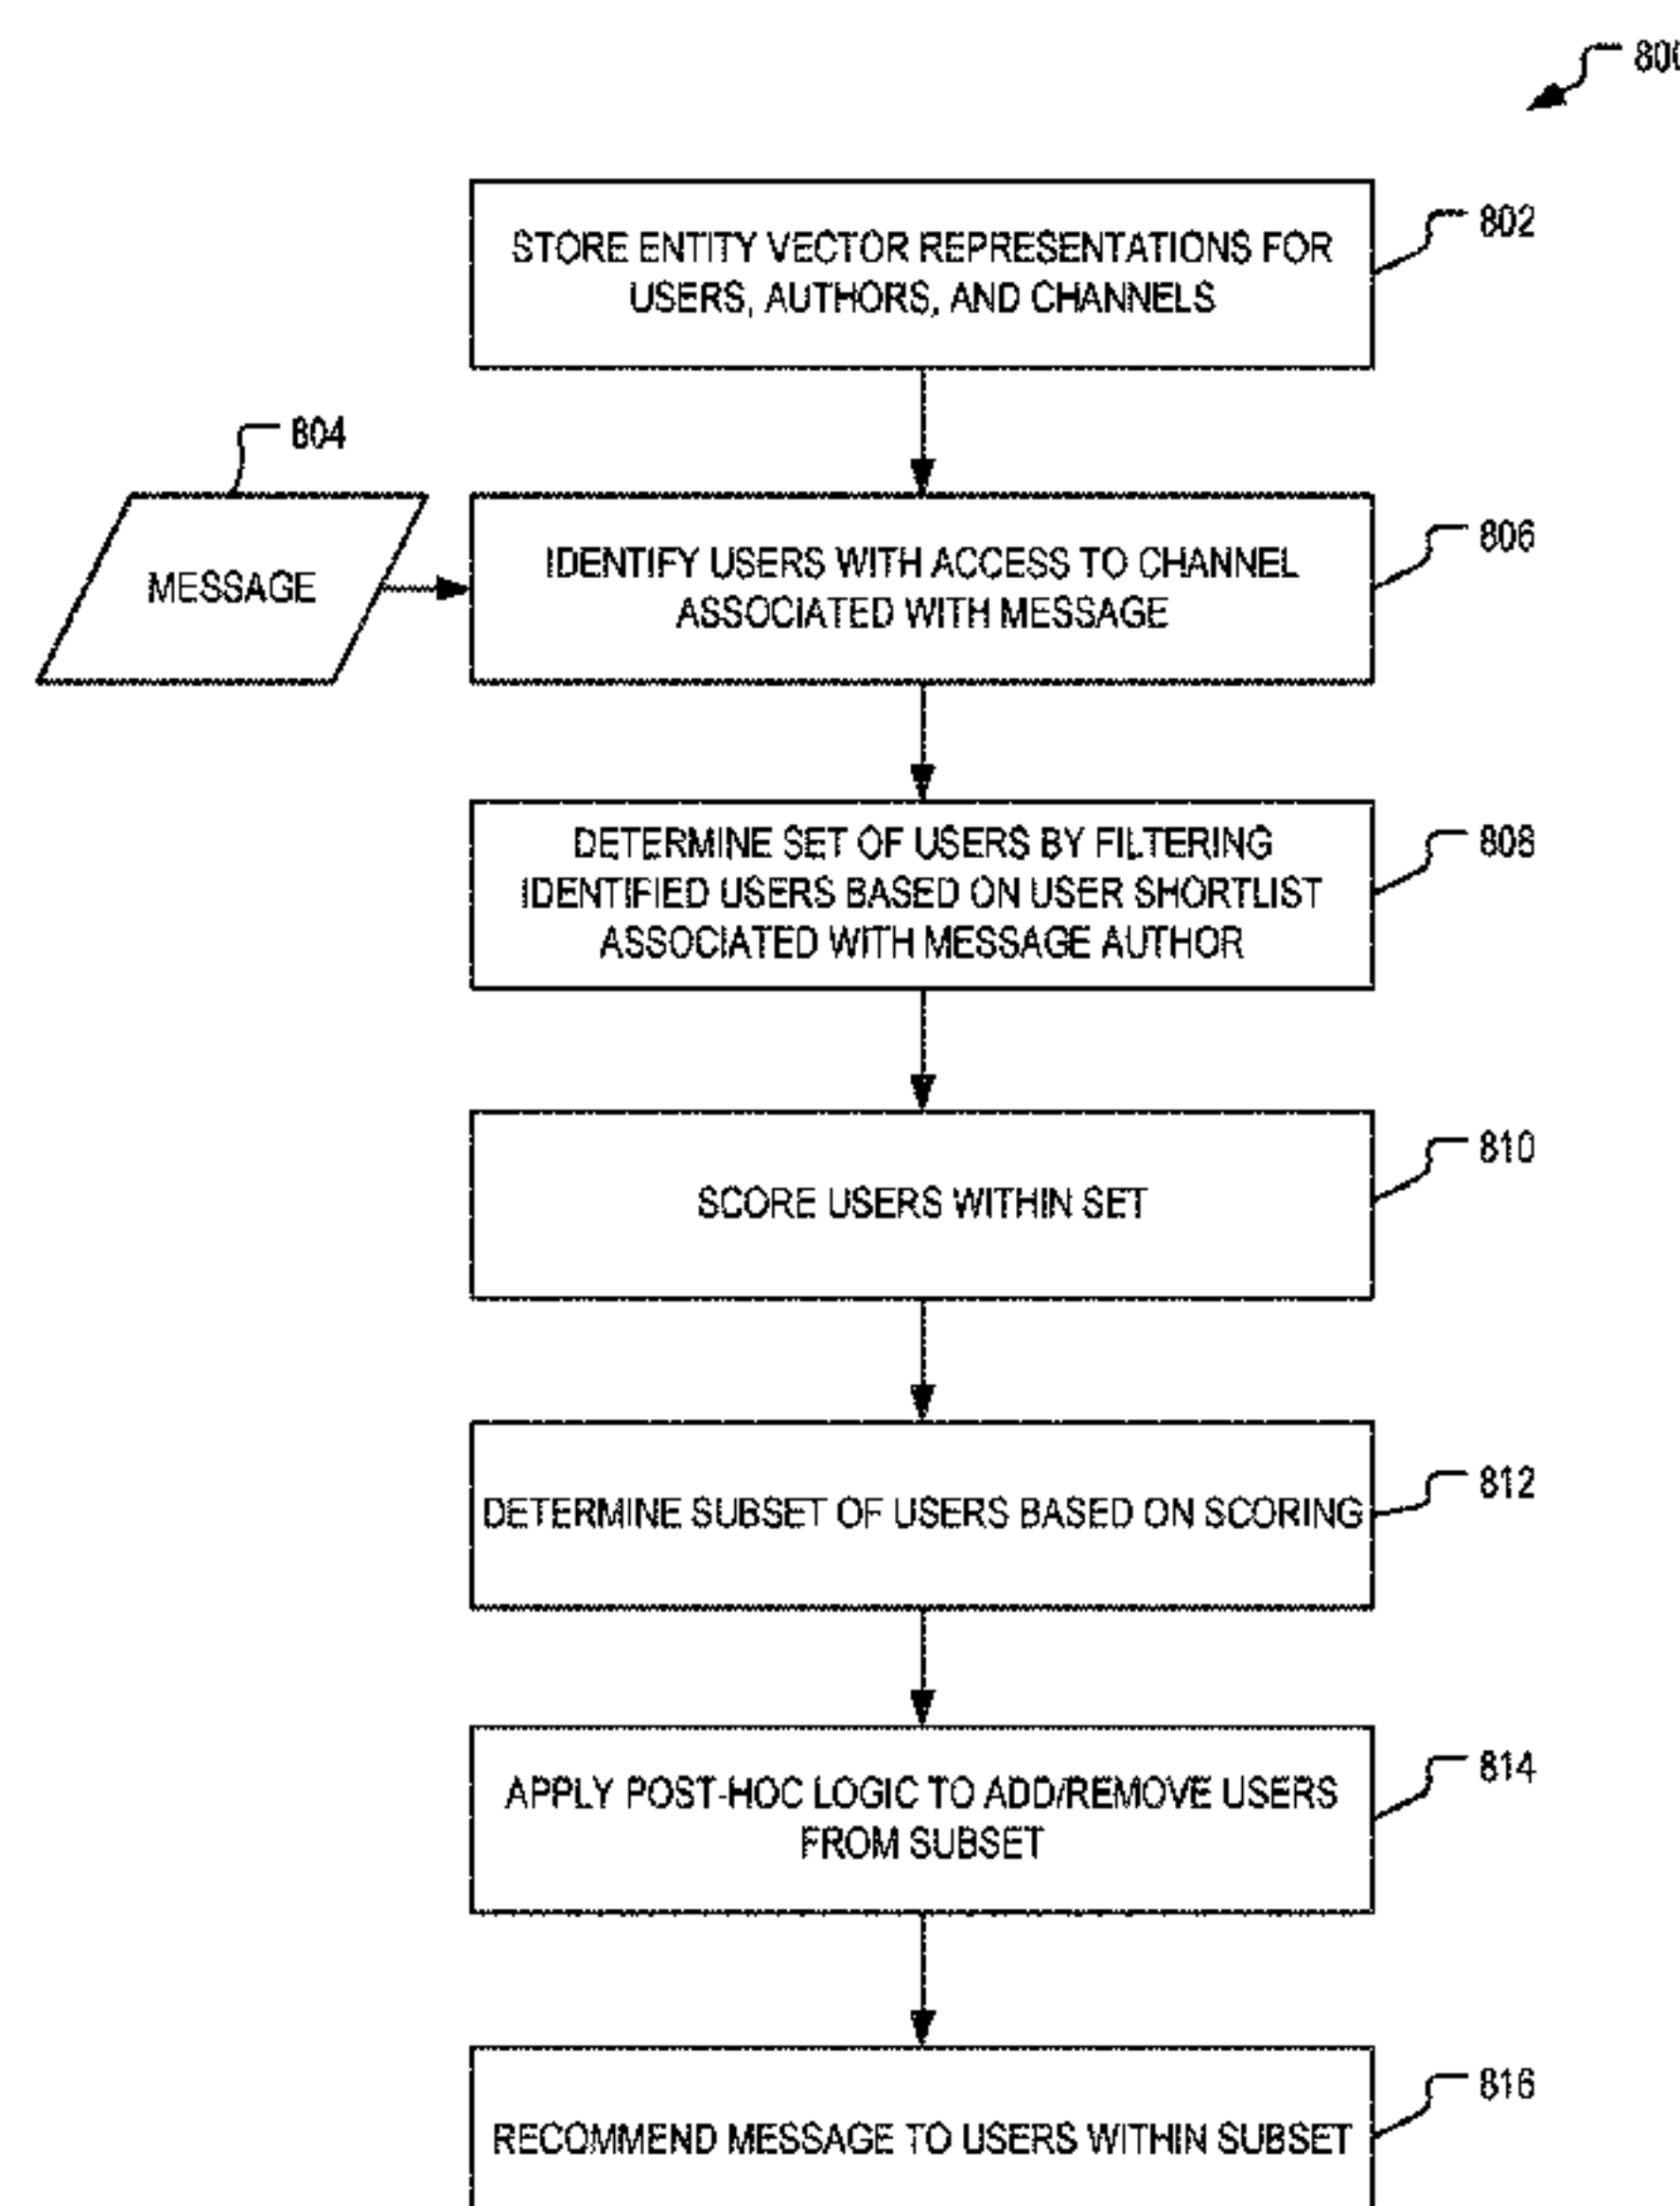 800
STORE ENTITY VECTOR REPRESENTATIONS FOR
USERS, AUTHORS, AND CHANNELS
802
804
MESSAGE
IDENTIFY USERS WITH ACCESS TO CHANNEL
ASSOCIATED WITH MESSAGE
806
DETERMINE SET OF USERS BY FILTERING
IDENTIFIED USERS BASED ON USER SHORTLIST
ASSOCIATED WITH MESSAGE AUTHOR
808
SCORE USERS WITHIN SET
810
DETERMINE SUBSET OF USERS BASED ON SCORING
812
APPLY POST-HOC LOGIC TO ADD/REMOVE USERS
FROM SUBSET
814
RECOMMEND MESSAGE TO USERS WITHIN SUBSET
816